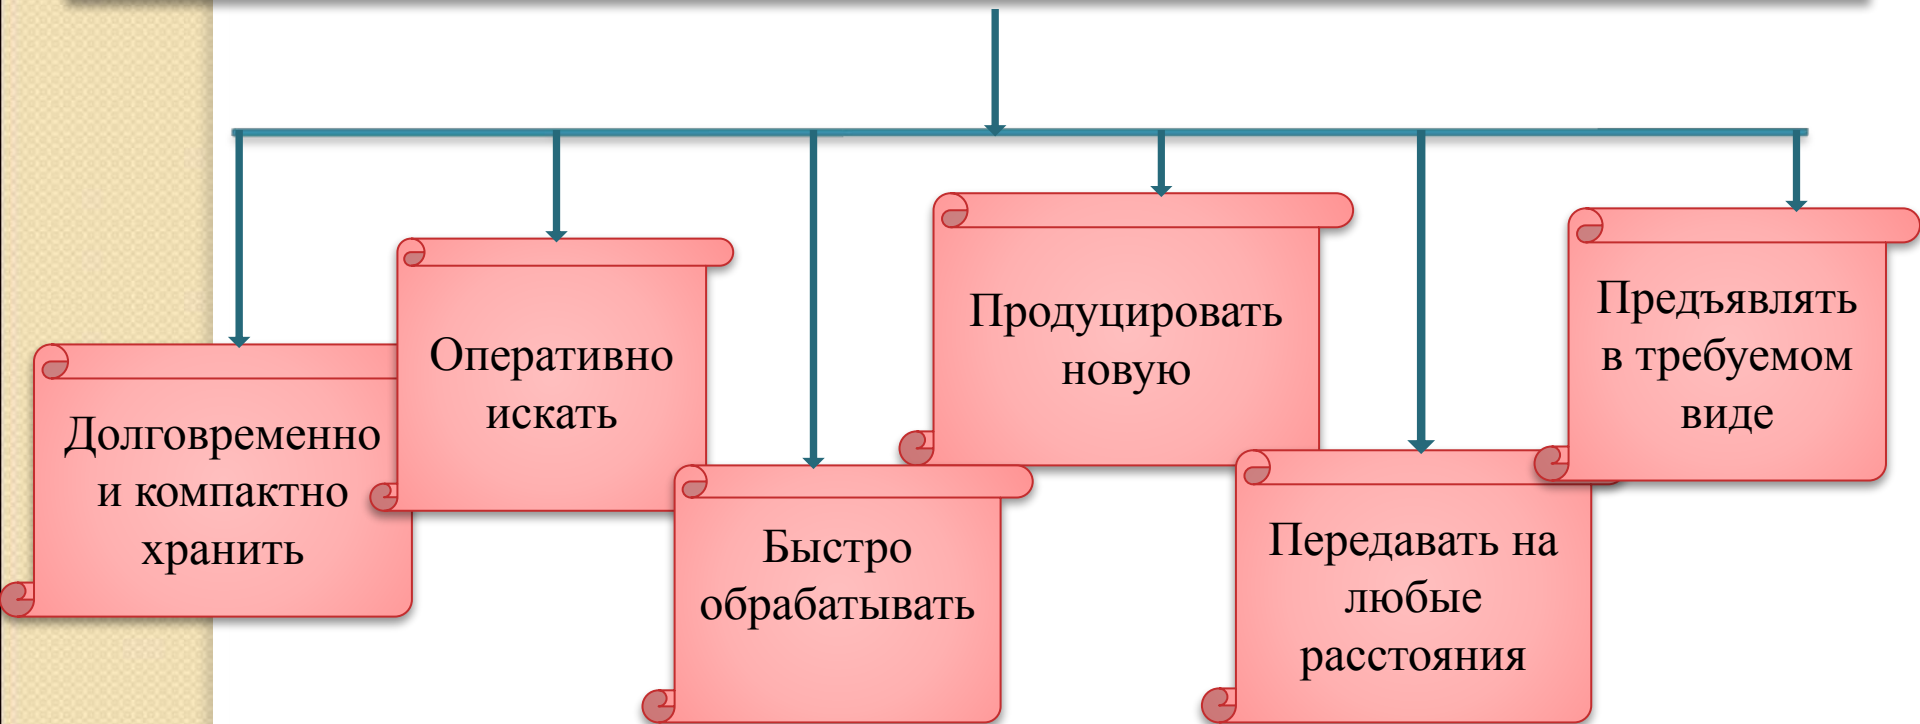 Долговременно
и компактно
хранить
Оперативно
искать
Быстро
обрабатывать
Продуцировать
новую
Передавать на
любые
расстояния
Предъявлять
в требуемом
виде